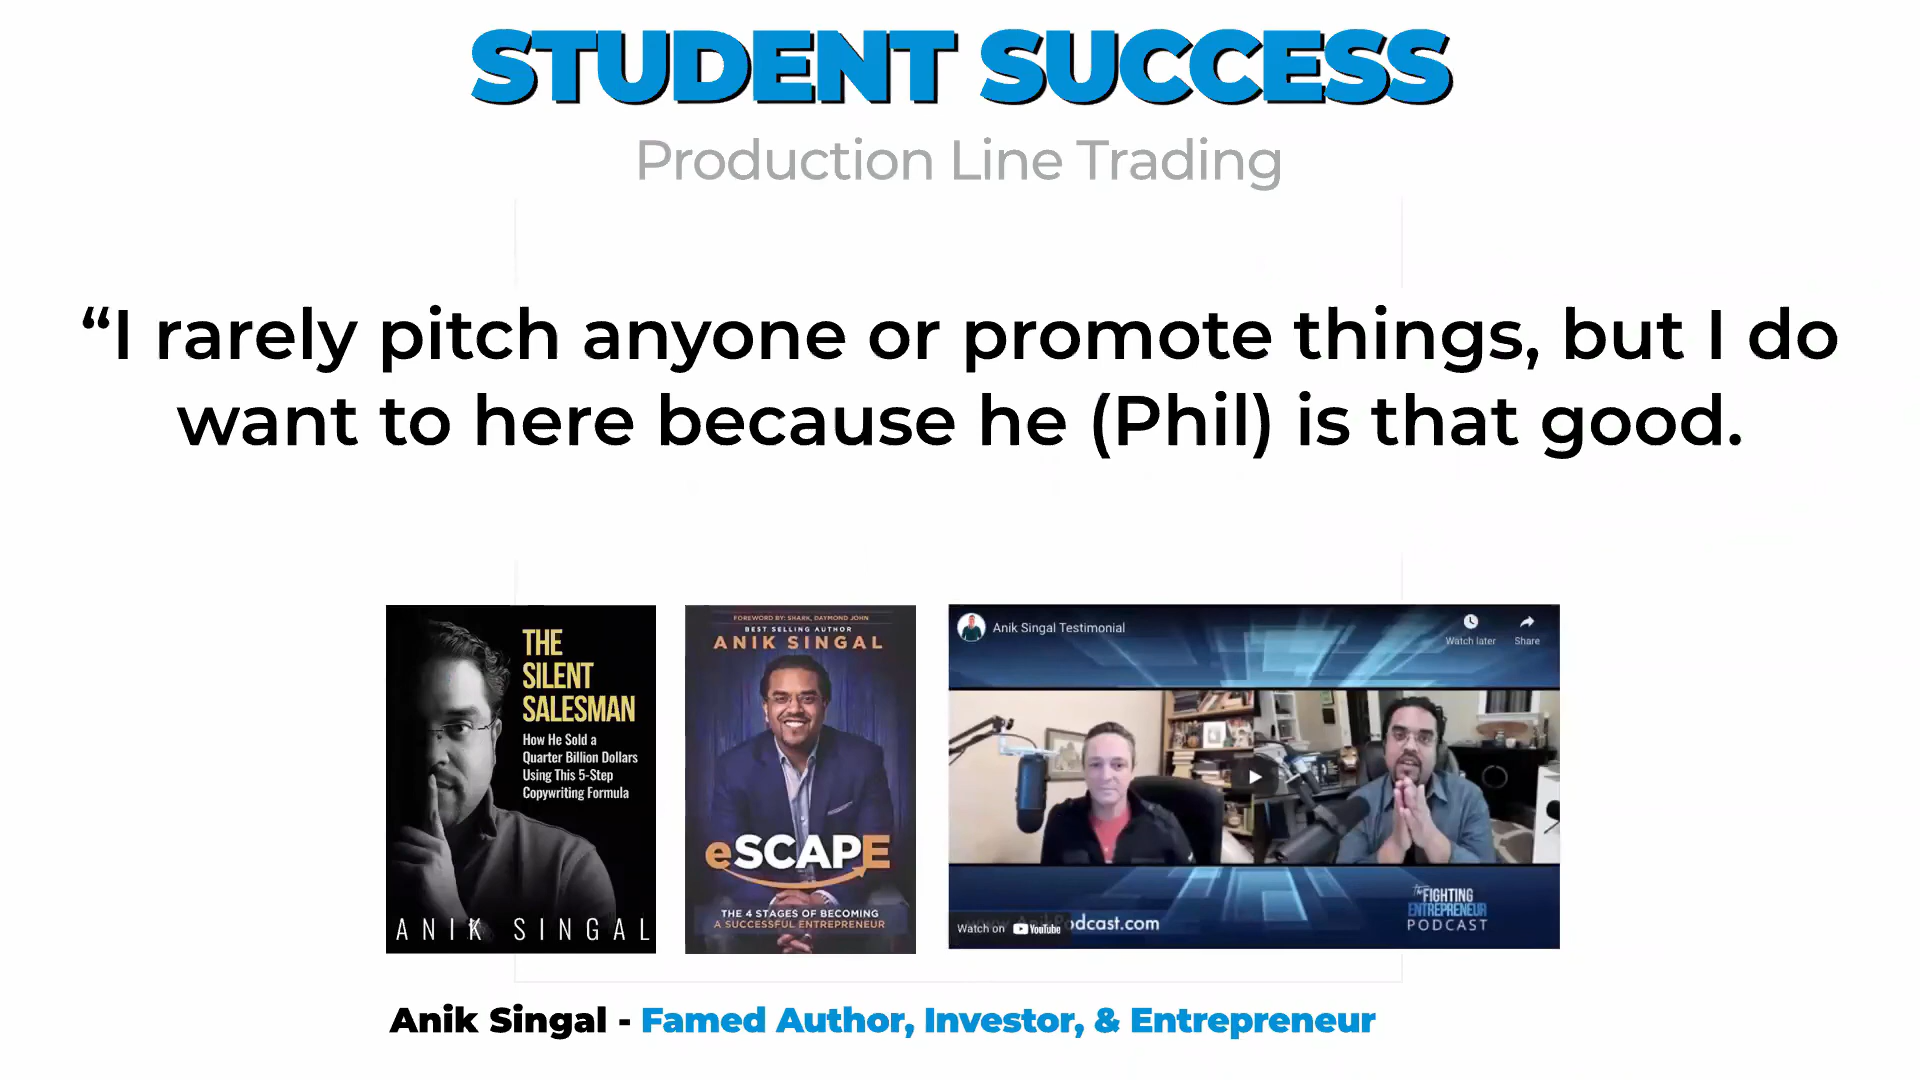 STUDENT SUCCESS
Production Line Trading
“I rarely pitch anyone or promote things, but I do
want to here because he (Phil) is that good.
THE
SILENT
SALESMAN
How He Sold a
Quarter Billion Dollars
Using This 5-Step
Copywriting Formula
ANIK SINGAL
FOREWORD BY: SHARK, DAYMOND JOHN
BEST SELLING AUTHOR
ANIK SINGAL
eSCAPE
THE 4 STAGES OF BECOMING
A SUCCESSFUL ENTREPRENEUR
Anik Singal Testimonial
Watch later
Share
the FIGHTING
ENTREPRENEUR
PODCAST
Watch on YouTube
odcast.com
Anik Singal - Famed Author, Investor, & Entrepreneur